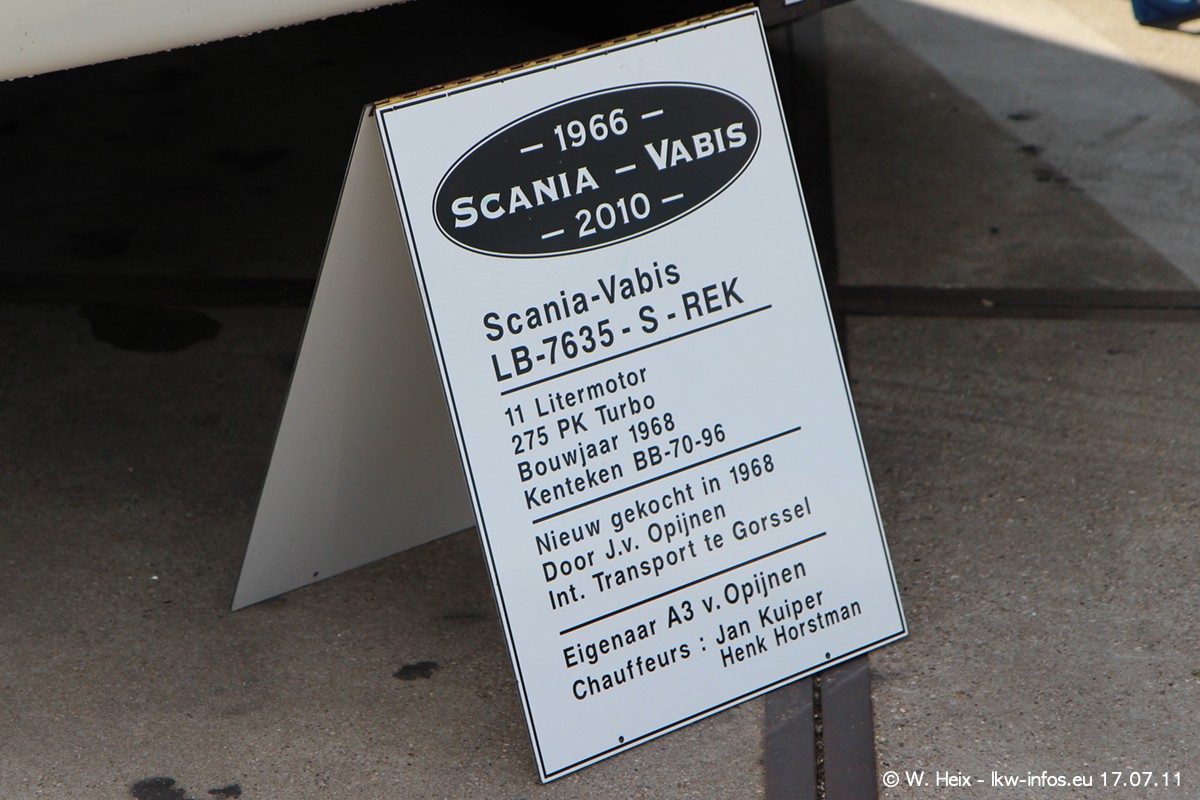 – 1966 –
SCANIA – VABIS
– 2010 –
Scania-Vabis
LB-7635 - S - REK
11 Litermotor
275 PK Turbo
Bouwjaar 1968
Kenteken BB-70-96
Nieuw gekocht in 1968
Door J.v. Opijnen
Int. Transport te Gorssel
Eigenaar A3 v. Opijnen
Chauffeurs : Jan Kuiper
Henk Horstman
© W. Heix - lkw-infos.eu 17.07.11